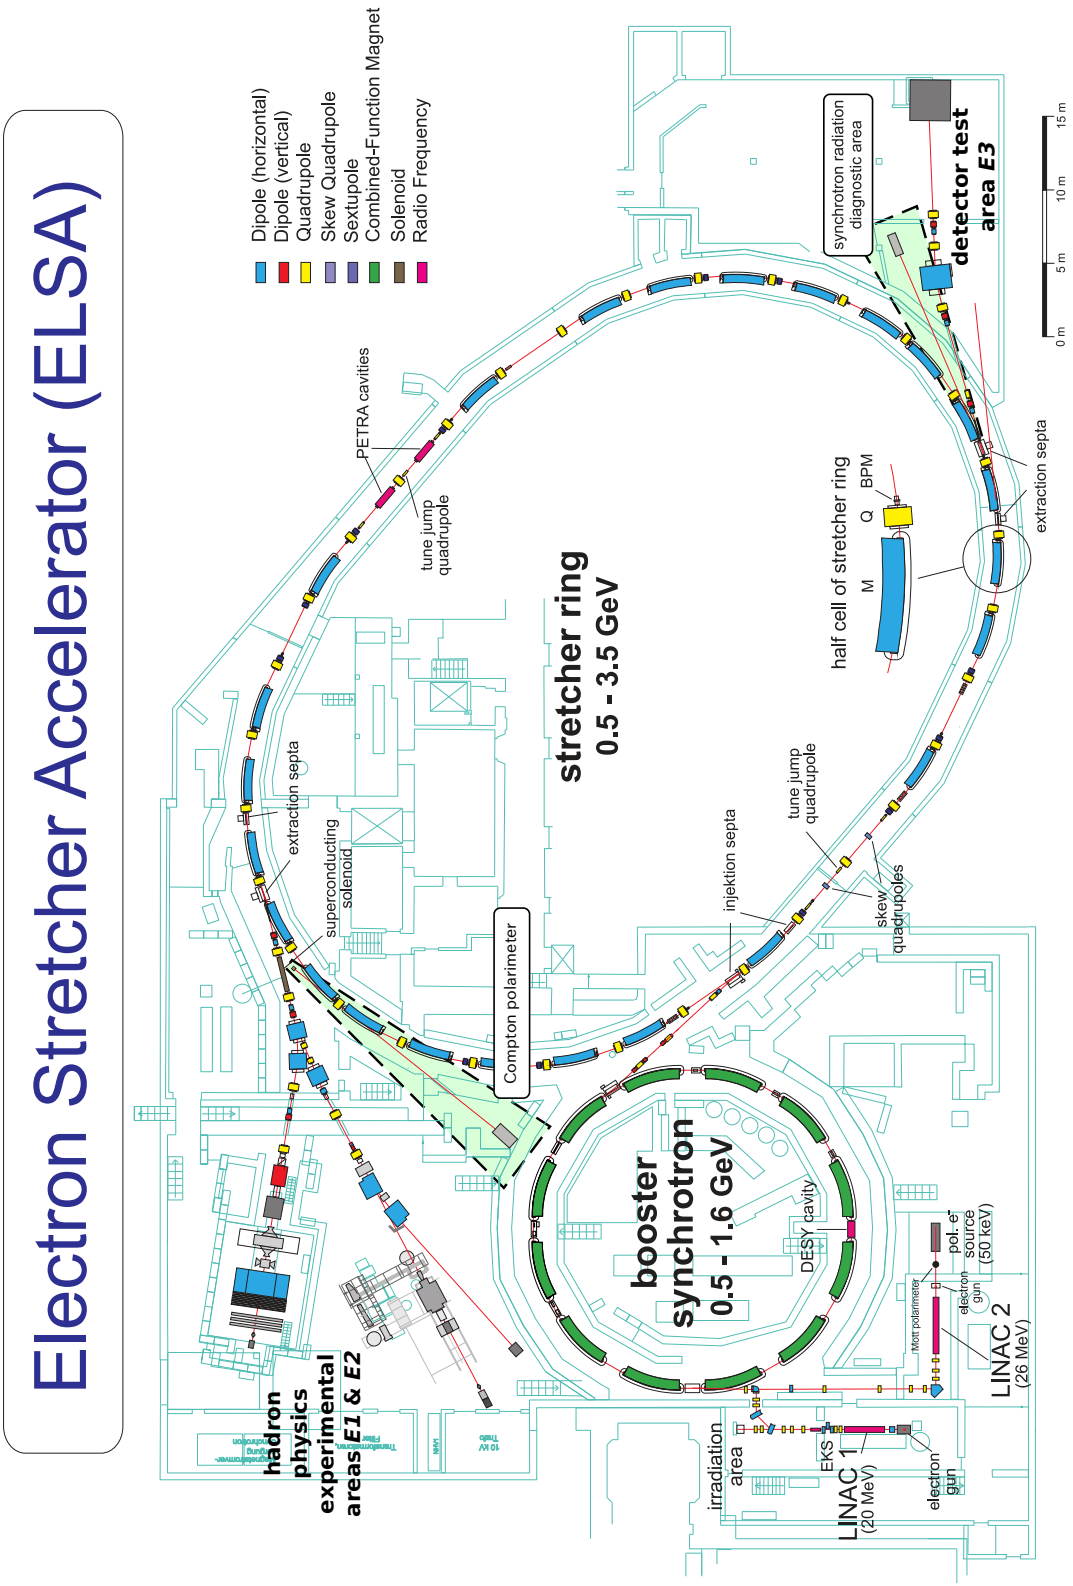 Electron Stretcher Accelerator (ELSA)
Dipole (horizontal)
Dipole (vertical)
Quadrupole
Skew Quadrupole
Sextupole
Combined-Function Magnet
Solenoid
Radio Frequency
PETRA cavities
tune jump
quadrupole
synchrotron radiation
diagnostic area
detector test
area E3
0 m
5 m
10 m
15 m
extraction septa
half cell of stretcher ring
M
Q
BPM
stretcher ring
0.5 - 3.5 GeV
extraction septa
superconducting
solenoid
Compton polarimeter
injektion septa
tune jump
quadrupole
skew
quadrupoles
booster
synchrotron
0.5 - 1.6 GeV
DESY cavity
pol. e-
source
(50 keV)
electron
gun
Mott polarimeter
LINAC 2
(26 MeV)
hadron
physics
experimental
areas E1 & E2
Transformatoren,
Filter
10 kV
Trafo
irradiation
area
EKS
LINAC 1
(20 MeV)
electron
gun